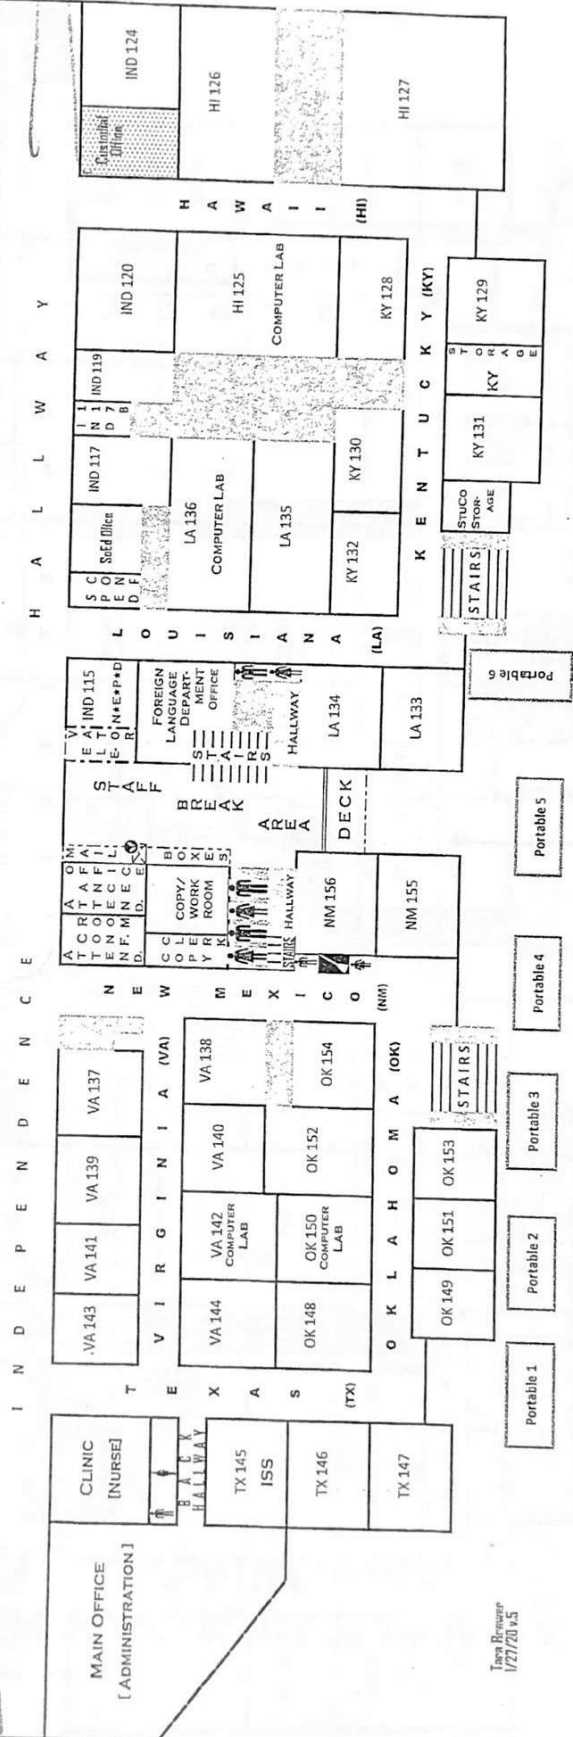 INDEPENDENCE HALLWAY
MAIN OFFICE
[ADMINISTRATION]
CLINIC
[NURSE]
BACK
HALLWAY
TX 145
ISS
TX 146
TX 147
TEXAS
(TX)
VA 143
VA 141
VA 139
VA 137
VIRGINIA (VA)
VA 144
VA 142
COMPUTER
LAB
VA 140
VA 138
OK 148
OK 150
COMPUTER
LAB
OK 152
OK 154
OKLAHOMA (OK)
OK 149
OK 151
OK 153
STAIRS
NEW MEXICO
(NM)
COPY/
WORK
ROOM
STAIRS
HALLWAY
NM 156
NM 155
STAFF
BREAK
AREA
DECK
STAIRS
IND 115
FOREIGN
LANGUAGE
DEPART-
MENT
OFFICE
HALLWAY
LA 134
LA 133
LOUISIANA
(LA)
SpEd Office
IND 117
IND
117
B
IND 119
IND 120
LA 136
COMPUTER LAB
LA 135
HI 125
COMPUTER LAB
KY 132
KY 130
KY 128
KENTUCKY (KY)
STAIRS
STUCO
STOR-
AGE
KY 131
KY
STORAGE
KY 129
HAWAII
(HI)
Custodial
Office
IND 124
HI 126
HI 127
Portable 1
Portable 2
Portable 3
Portable 4
Portable 5
Portable 6
Tara Brewer
1/27/20 v.5